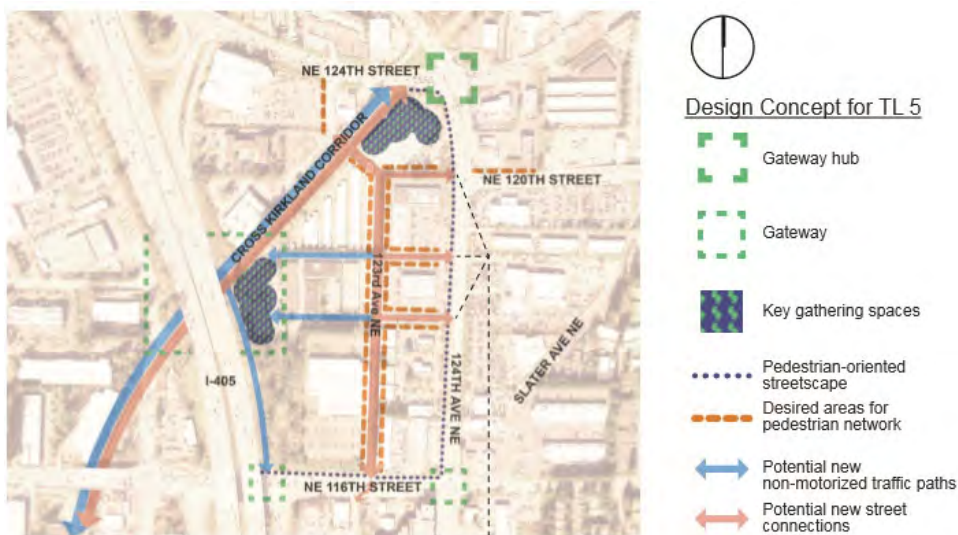 NE 124TH STREET
CROSS KIRKLAND CORRIDOR
NE 120TH STREET
123rd Ave NE
I-405
124TH AVE NE
SLATER AVE NE
NE 116TH STREET
Design Concept for TL 5
Gateway hub
Gateway
Key gathering spaces
Pedestrian-oriented
streetscape
Desired areas for
pedestrian network
Potential new
non-motorized traffic paths
Potential new street
connections